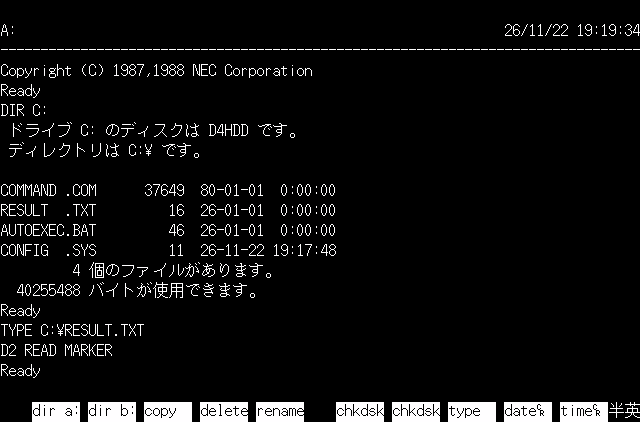 A: 26/11/22 19:19:34
Copyright (C) 1987,1988 NEC Corporation
Ready
DIR C:
ドライブ C: のディスクは D4HDD です。
ディレクトリは C:¥ です。
COMMAND .COM 37649 80-01-01 0:00:00
RESULT .TXT 16 26-01-01 0:00:00
AUTOEXEC.BAT 46 26-01-01 0:00:00
CONFIG .SYS 11 26-11-22 19:17:48
4 個のファイルがあります。
40255488 バイトが使用できます。
Ready
TYPE C:¥RESULT.TXT
D2 READ MARKER
Ready
dir a: dir b: copy delete rename chkdsk chkdsk type date␍ time␍ 半英